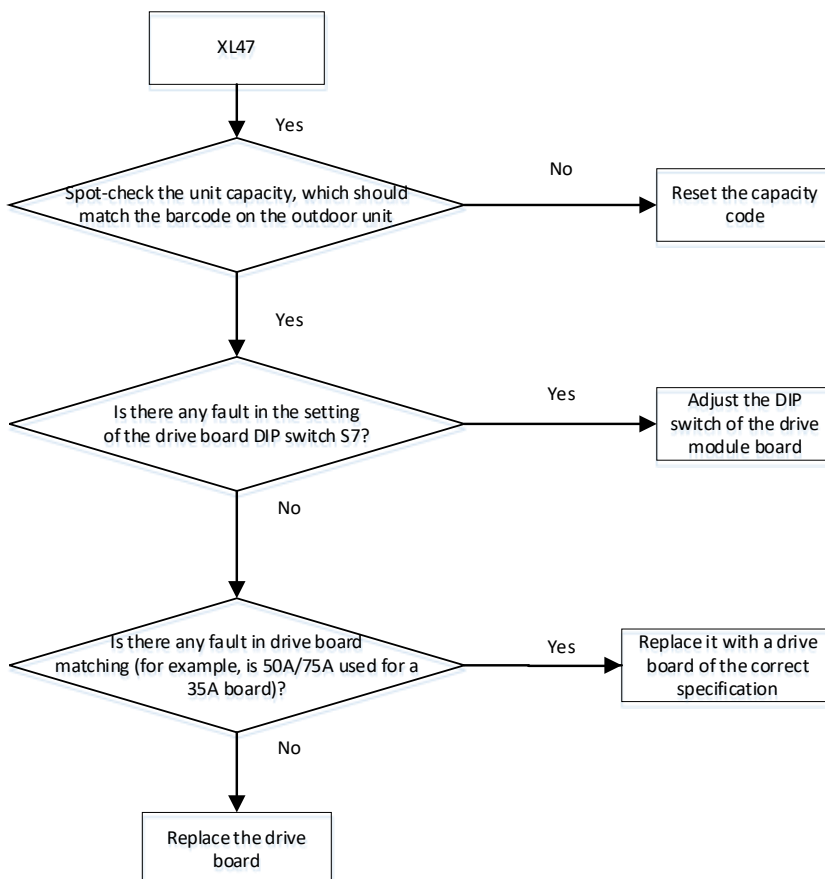 XL47
Yes
Spot-check the unit capacity, which should
match the barcode on the outdoor unit
No
Reset the capacity
code
Yes
Is there any fault in the setting
of the drive board DIP switch S7?
Yes
Adjust the DIP
switch of the drive
module board
No
Is there any fault in drive board
matching (for example, is 50A/75A used for a
35A board)?
Yes
Replace it with a drive
board of the correct
specification
No
Replace the drive
board